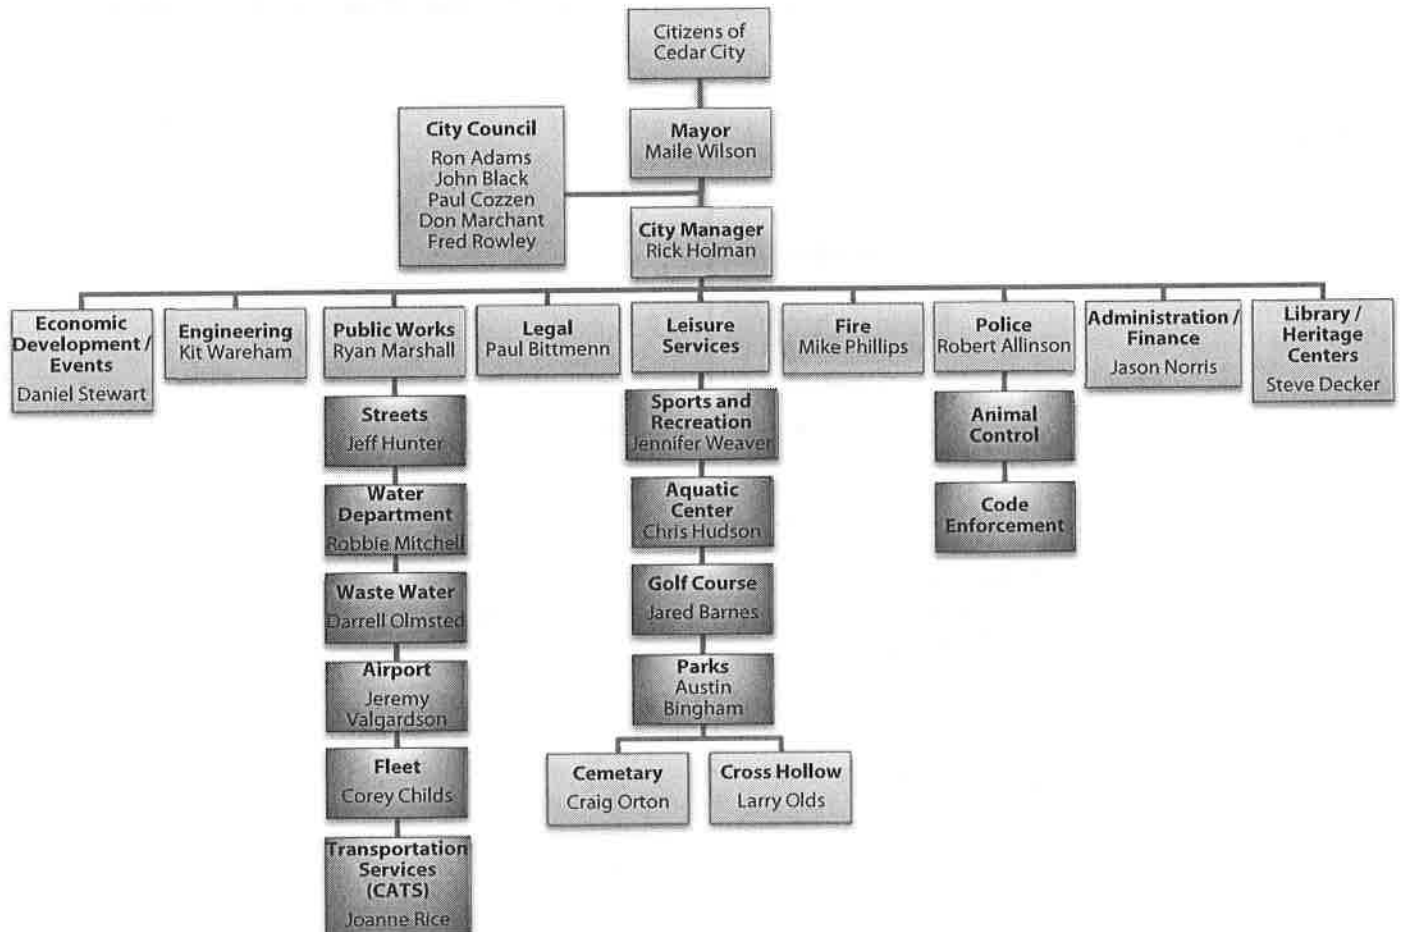 Citizens of
Cedar City
Mayor
Maile Wilson
City Council
Ron Adams
John Black
Paul Cozzen
Don Marchant
Fred Rowley
City Manager
Rick Holman
Economic
Development /
Events
Daniel Stewart
Engineering
Kit Wareham
Public Works
Ryan Marshall
Legal
Paul Bittmenn
Leisure
Services
Fire
Mike Phillips
Police
Robert Allinson
Administration /
Finance
Jason Norris
Library /
Heritage
Centers
Steve Decker
Streets
Jeff Hunter
Water
Department
Robbie Mitchell
Waste Water
Darrell Olmsted
Airport
Jeremy
Valgardson
Fleet
Corey Childs
Transportation
Services
(CATS)
Joanne Rice
Sports and
Recreation
Jennifer Weaver
Aquatic
Center
Chris Hudson
Golf Course
Jared Barnes
Parks
Austin
Bingham
Cemetary
Craig Orton
Cross Hollow
Larry Olds
Animal
Control
Code
Enforcement